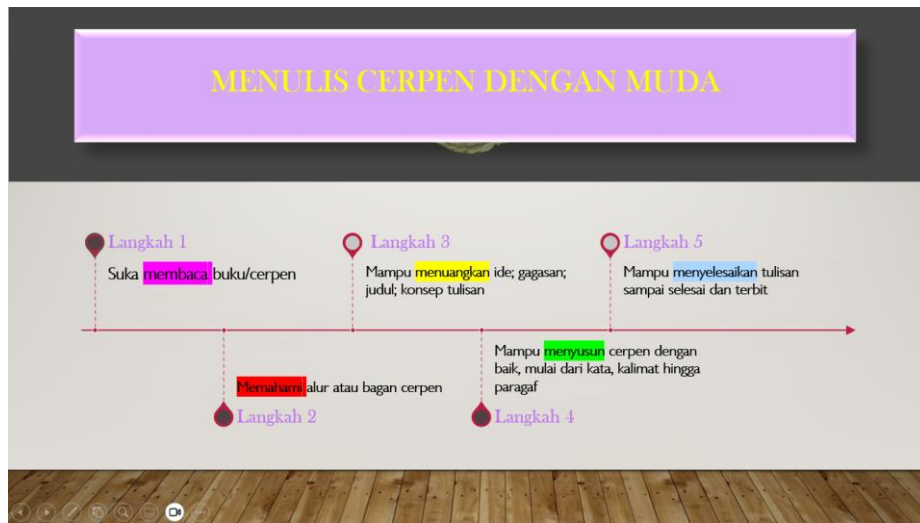 MENULIS CERPEN DENGAN MUDA
Langkah 1
Suka membaca buku/cerpen
Memahami alur atau bagan cerpen
Langkah 2
Langkah 3
Mampu menuangkan ide; gagasan;
judul; konsep tulisan
Mampu menyusun cerpen dengan
baik, mulai dari kata, kalimat hingga
paragaf
Langkah 4
Langkah 5
Mampu menyelesaikan tulisan
sampai selesai dan terbit